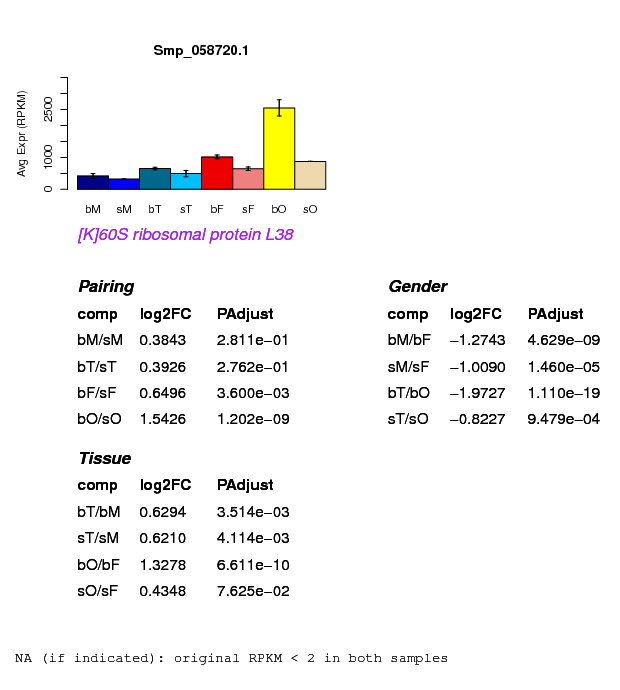 Smp_058720.1
Avg Expr (RPKM)
0 1000 2500
bM sM bT sT bF sF bO sO
[K]60S ribosomal protein L38
Pairing
comp log2FC PAdjust
bM/sM 0.3843 2.811e−01
bT/sT 0.3926 2.762e−01
bF/sF 0.6496 3.600e−03
bO/sO 1.5426 1.202e−09
Gender
comp log2FC PAdjust
bM/bF −1.2743 4.629e−09
sM/sF −1.0090 1.460e−05
bT/bO −1.9727 1.110e−19
sT/sO −0.8227 9.479e−04
Tissue
comp log2FC PAdjust
bT/bM 0.6294 3.514e−03
sT/sM 0.6210 4.114e−03
bO/bF 1.3278 6.611e−10
sO/sF 0.4348 7.625e−02
NA (if indicated): original RPKM < 2 in both samples